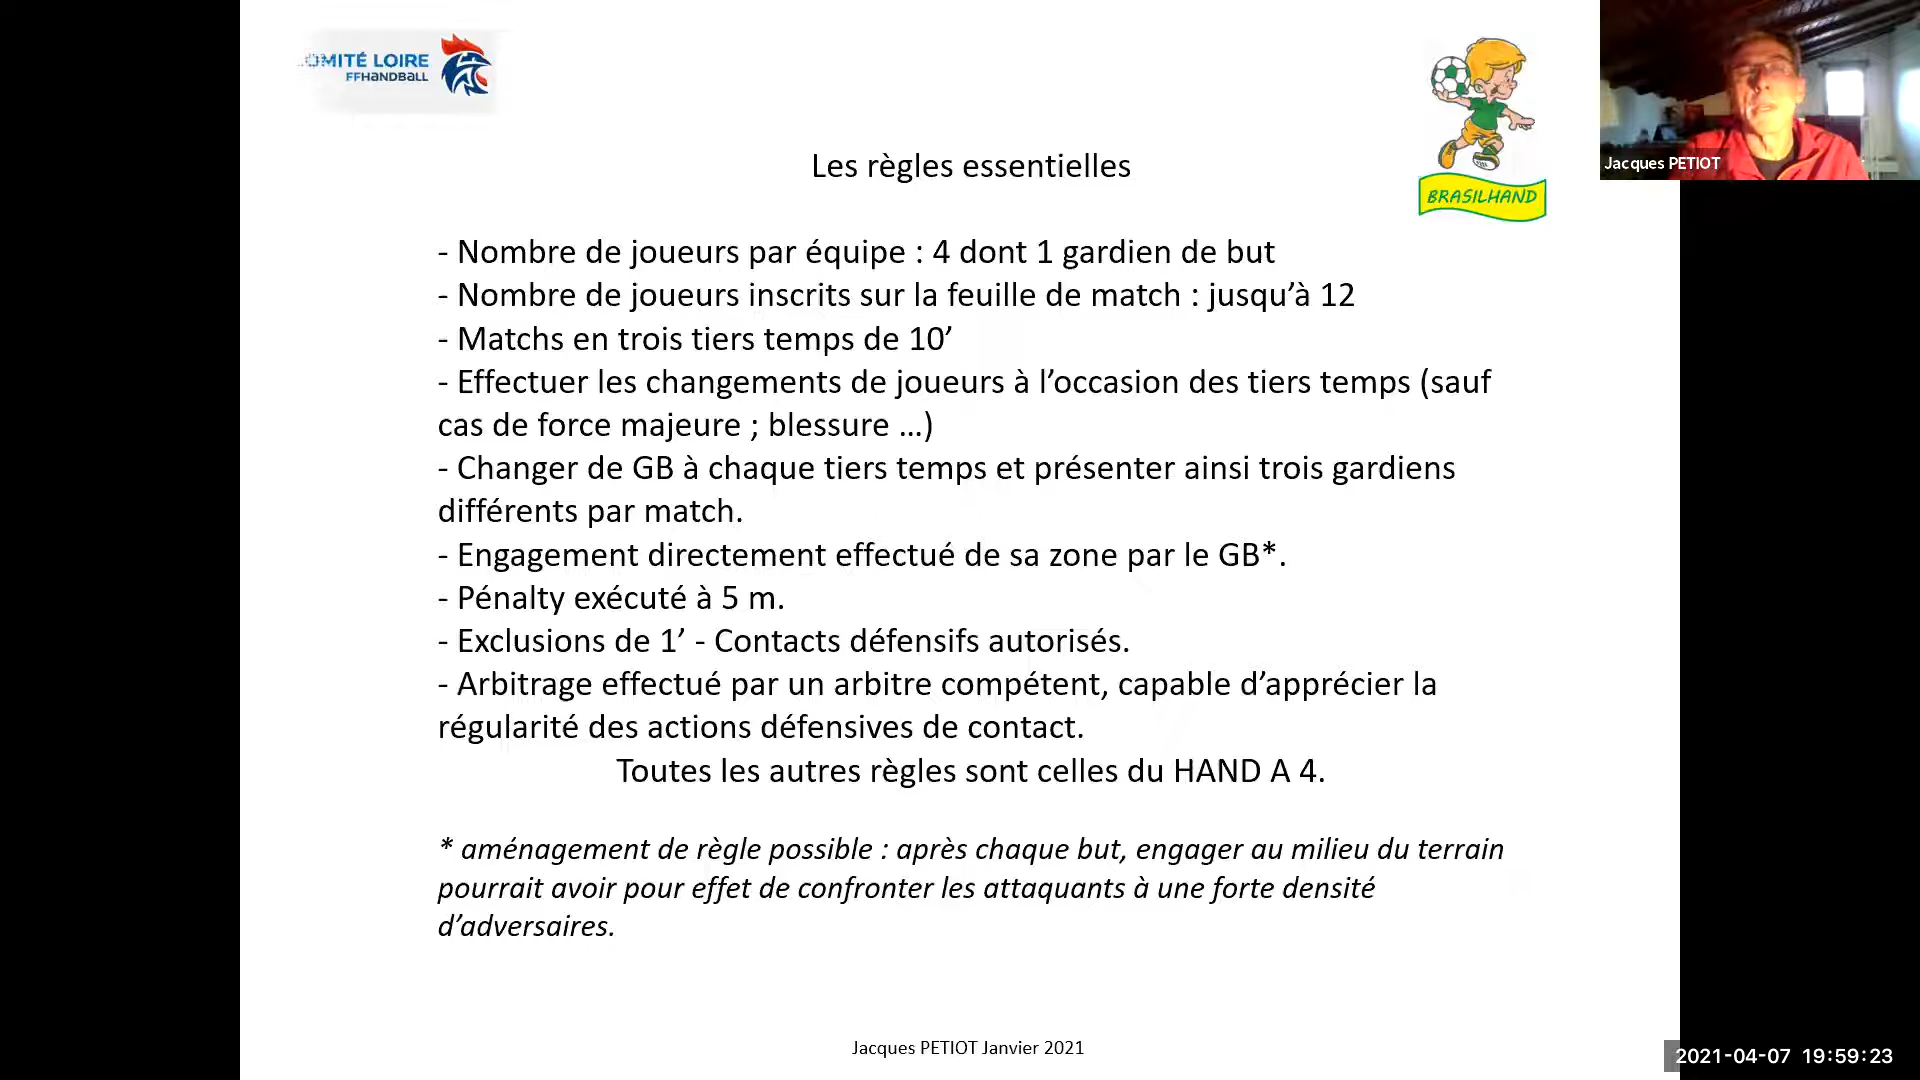 COMITÉ LOIRE
FFHANDBALL
BRASILHAND
Jacques PETIOT
Les règles essentielles
- Nombre de joueurs par équipe : 4 dont 1 gardien de but
- Nombre de joueurs inscrits sur la feuille de match : jusqu’à 12
- Matchs en trois tiers temps de 10’
- Effectuer les changements de joueurs à l’occasion des tiers temps (sauf
cas de force majeure ; blessure …)
- Changer de GB à chaque tiers temps et présenter ainsi trois gardiens
différents par match.
- Engagement directement effectué de sa zone par le GB*.
- Pénalty exécuté à 5 m.
- Exclusions de 1’ - Contacts défensifs autorisés.
- Arbitrage effectué par un arbitre compétent, capable d’apprécier la
régularité des actions défensives de contact.
Toutes les autres règles sont celles du HAND A 4.
* aménagement de règle possible : après chaque but, engager au milieu du terrain
pourrait avoir pour effet de confronter les attaquants à une forte densité
d’adversaires.
Jacques PETIOT Janvier 2021
2021-04-07 19:59:23